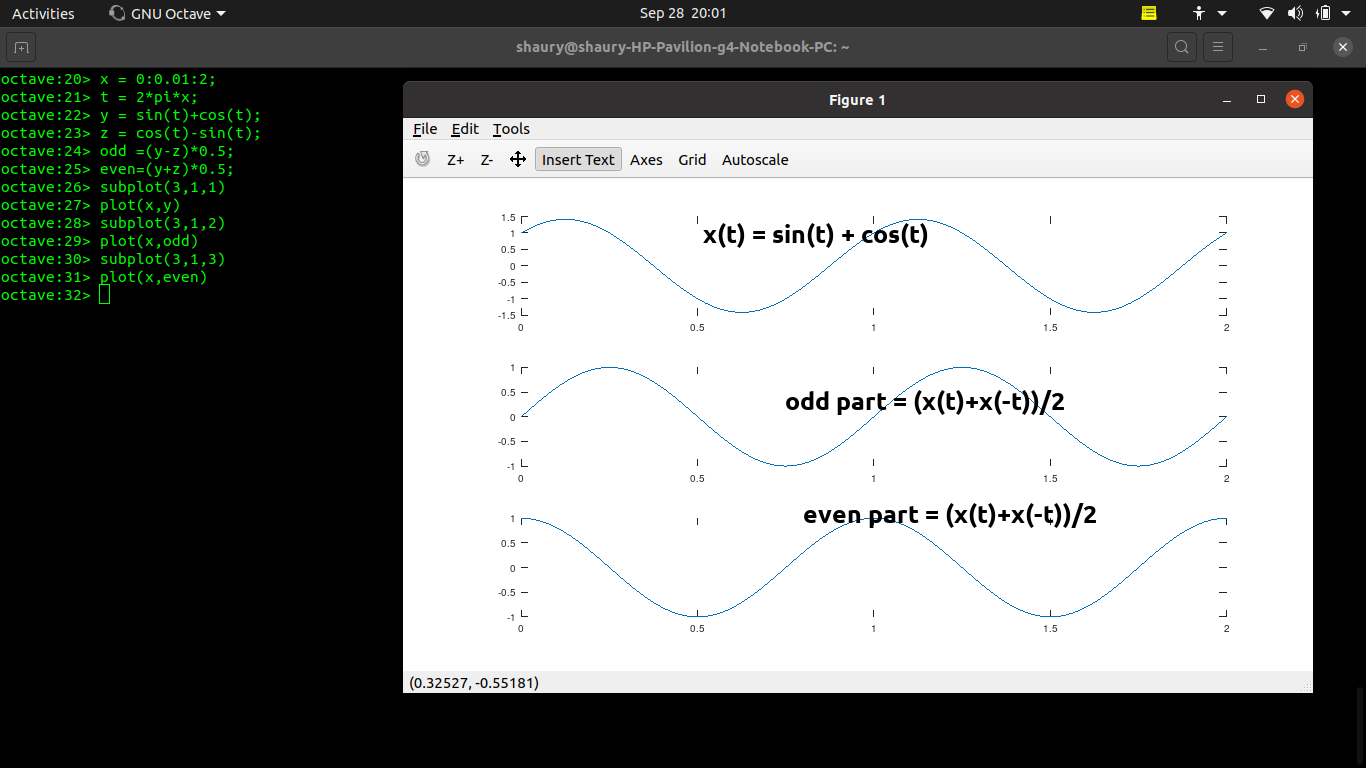 Activities GNU Octave Sep 28 20:01
shaury@shaury-HP-Pavilion-g4-Notebook-PC: ~
octave:20> x = 0:0.01:2;
octave:21> t = 2*pi*x;
octave:22> y = sin(t)+cos(t);
octave:23> z = cos(t)-sin(t);
octave:24> odd =(y-z)*0.5;
octave:25> even=(y+z)*0.5;
octave:26> subplot(3,1,1)
octave:27> plot(x,y)
octave:28> subplot(3,1,2)
octave:29> plot(x,odd)
octave:30> subplot(3,1,3)
octave:31> plot(x,even)
octave:32>
Figure 1
File Edit Tools
Z+ Z- Insert Text Axes Grid Autoscale
x(t) = sin(t) + cos(t)
1.5
1
0.5
0
-0.5
-1
-1.5
0 0.5 1 1.5 2
odd part = (x(t)+x(-t))/2
1
0.5
0
-0.5
-1
0 0.5 1 1.5 2
even part = (x(t)+x(-t))/2
1
0.5
0
-0.5
-1
0 0.5 1 1.5 2
(0.32527, -0.55181)